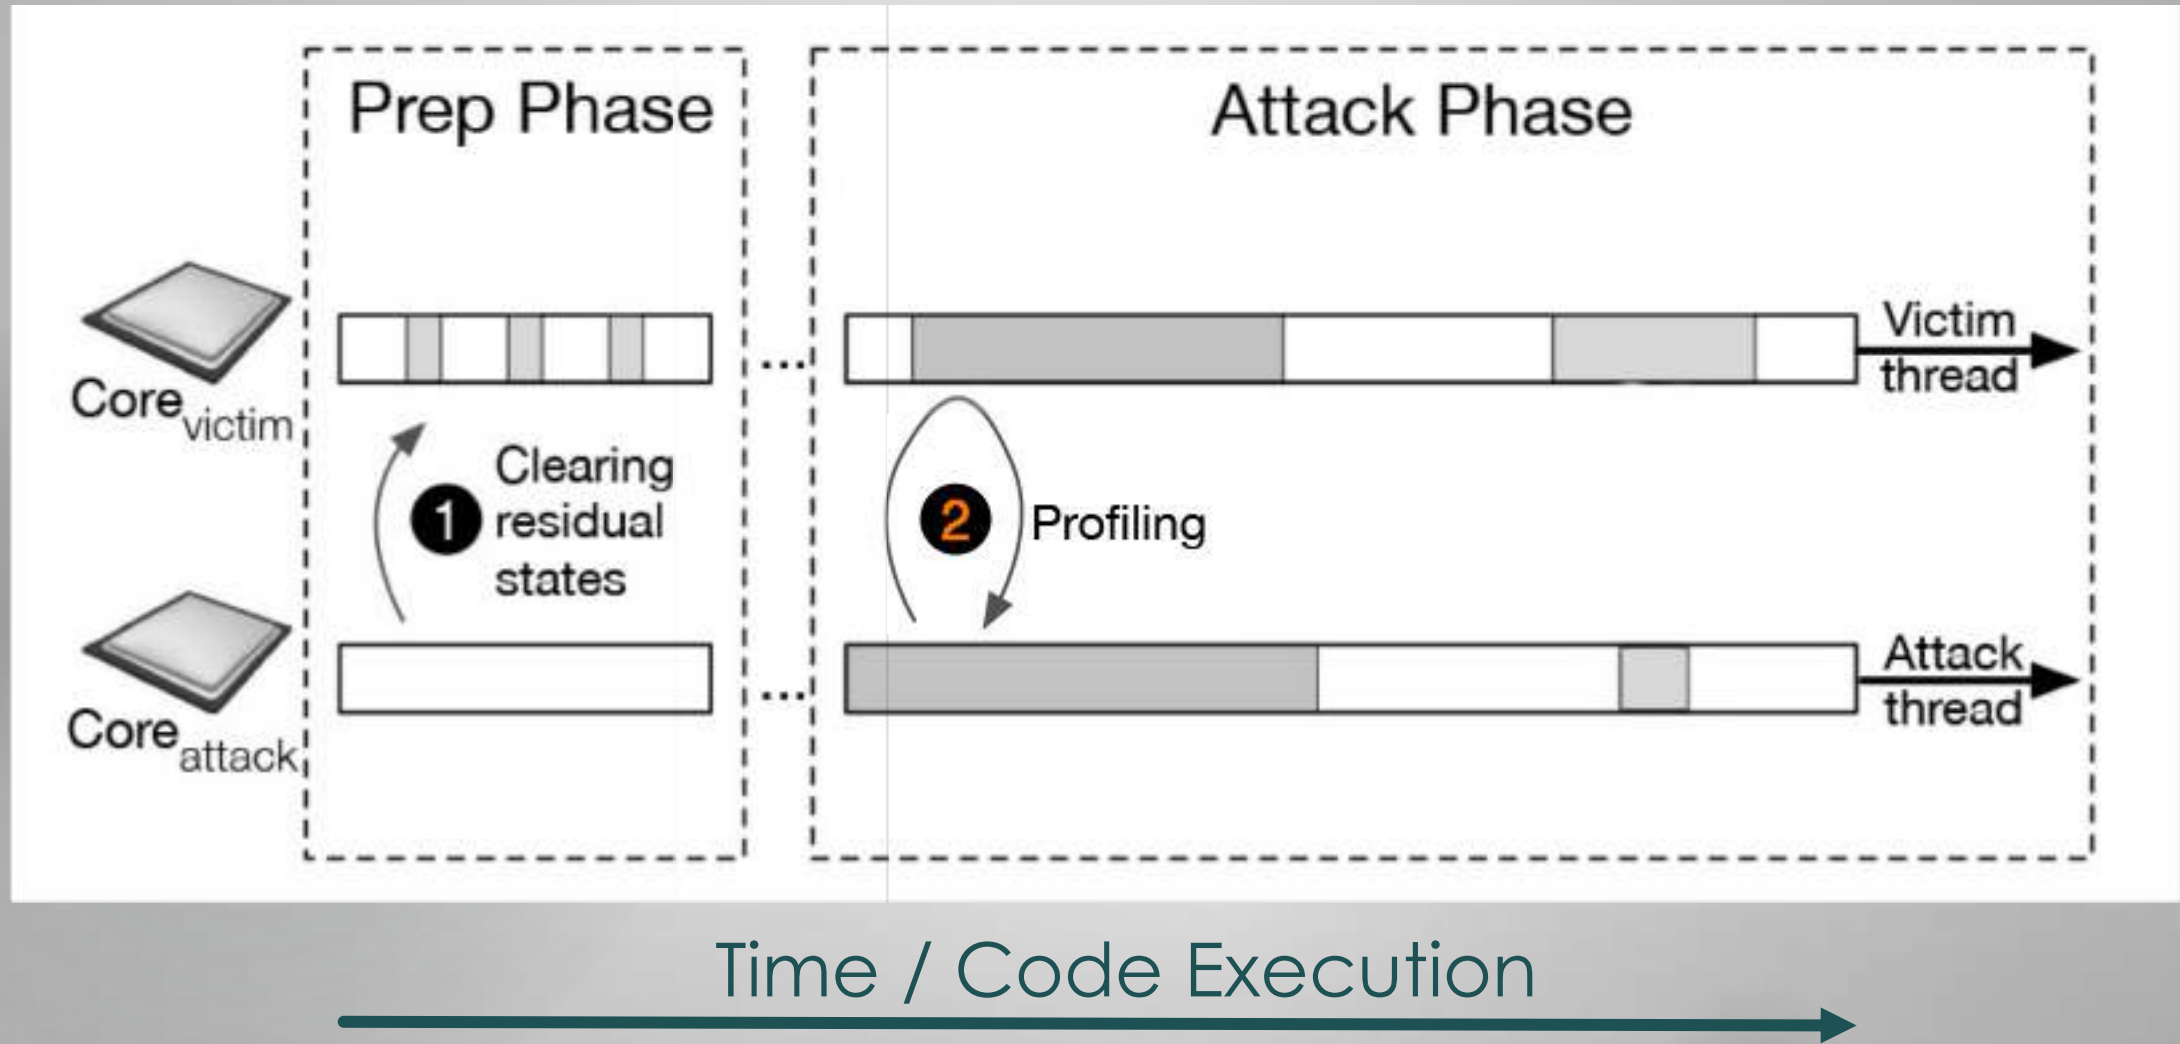 Prep Phase
Attack Phase
Core victim
Victim
thread
1
Clearing
residual
states
2
Profiling
...
...
Core attack
Attack
thread
Time / Code Execution